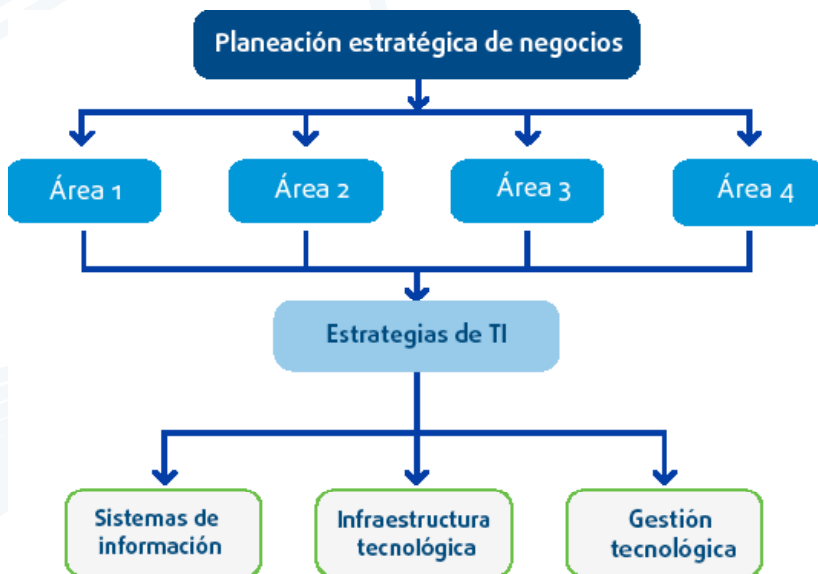 Planeación estratégica de negocios
Área 1
Área 2
Área 3
Área 4
Estrategias de TI
Sistemas de
información
Infraestructura
tecnológica
Gestión
tecnológica